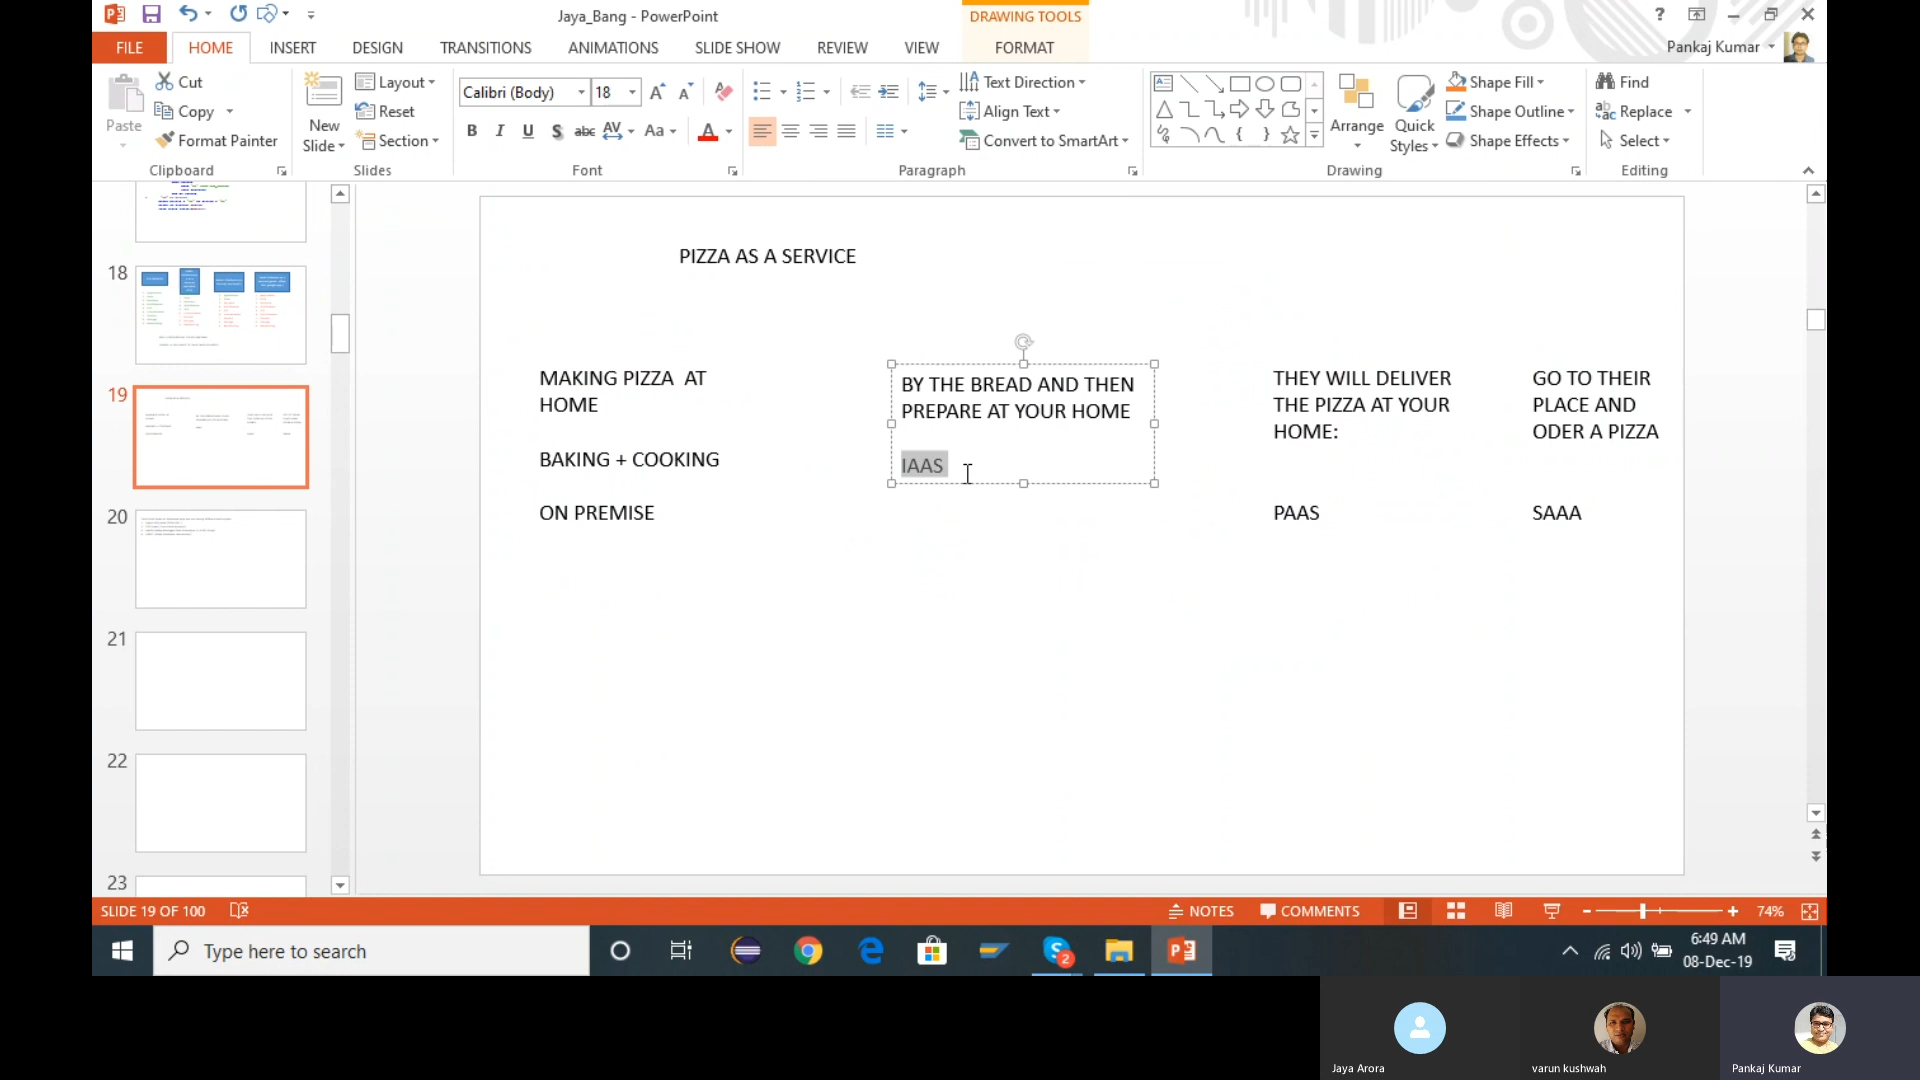 Jaya_Bang - PowerPoint
DRAWING TOOLS
?
FILE
HOME
INSERT
DESIGN
TRANSITIONS
ANIMATIONS
SLIDE SHOW
REVIEW
VIEW
FORMAT
Pankaj Kumar
Paste
Cut
Copy
Format Painter
Clipboard
New
Slide
Layout
Reset
Section
Slides
Calibri (Body)
18
B I U S abc AV Aa A
Font
Text Direction
Align Text
Convert to SmartArt
Paragraph
Arrange
Quick
Styles
Shape Fill
Shape Outline
Shape Effects
Drawing
Find
Replace
Select
Editing
18
19
20
21
22
23
PIZZA AS A SERVICE
MAKING PIZZA AT
HOME
BAKING + COOKING
ON PREMISE
BY THE BREAD AND THEN
PREPARE AT YOUR HOME
IAAS
THEY WILL DELIVER
THE PIZZA AT YOUR
HOME:
PAAS
GO TO THEIR
PLACE AND
ODER A PIZZA
SAAA
SLIDE 19 OF 100
NOTES
COMMENTS
74%
Type here to search
2
6:49 AM
08-Dec-19
Jaya Arora
varun kushwah
Pankaj Kumar